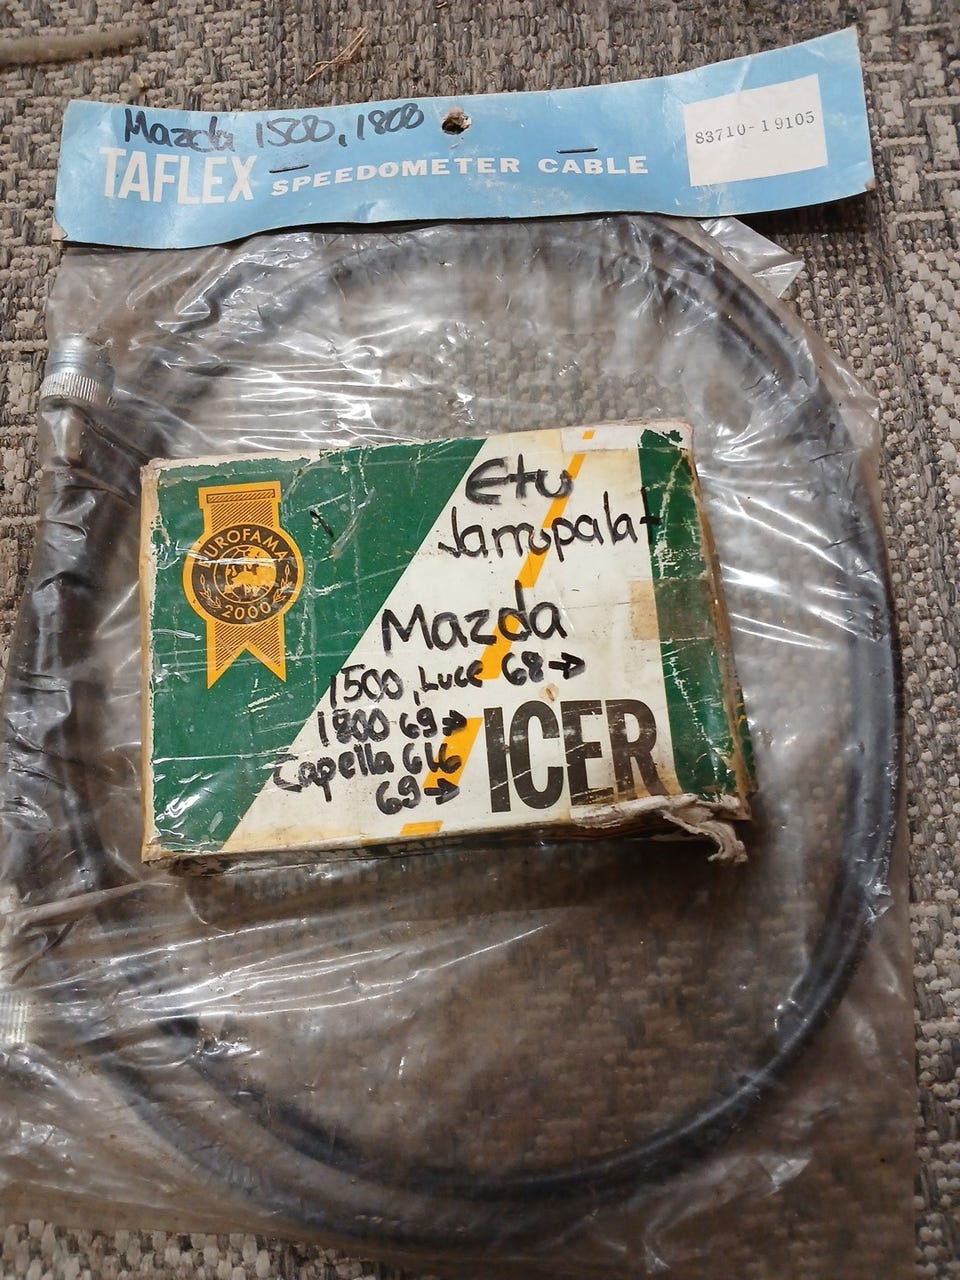 Mazda 1500, 1800
TAFLEX SPEEDOMETER CABLE
83710-19105
EUROFAMA
2000
Etu
Jarrupalat
Mazda
1500, Luce 68→
1800 69→
Capella 616
69→
ICER